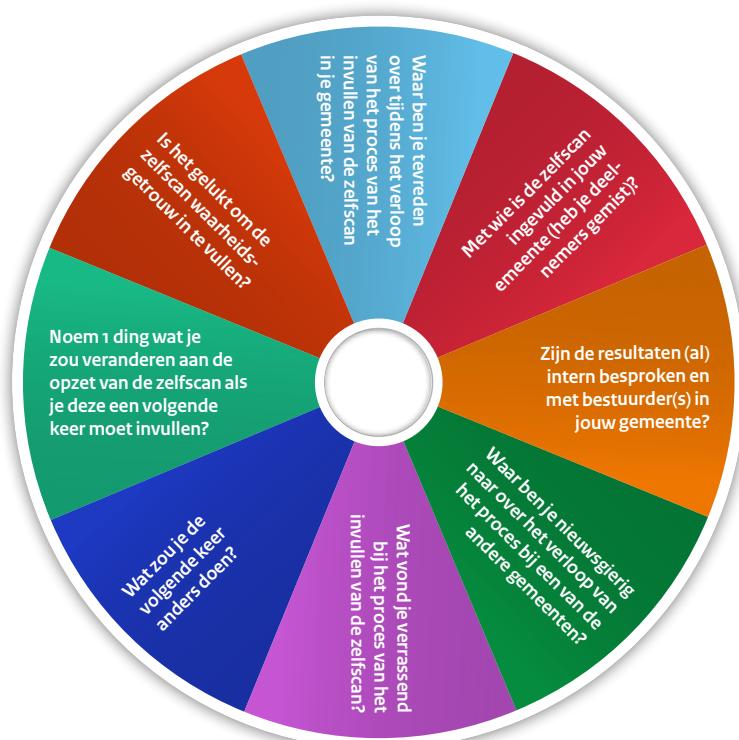 Waar ben je tevreden
over tijdens het verloop
van het proces van het
invullen van de zelfscan
in je gemeente?
Met wie is de zelfscan
ingevuld in jouw
emeente (heb je deel-
nemers gemist)?
Zijn de resultaten (al)
intern besproken en
met bestuurder(s) in
jouw gemeente?
Waar ben je nieuwsgierig
naar over het verloop van
het proces bij een van de
andere gemeenten?
Wat vond je verrassend
bij het proces van het
invullen van de zelfscan?
Wat zou je de
volgende keer
anders doen?
Noem 1 ding wat je
zou veranderen aan de
opzet van de zelfscan als
je deze een volgende
keer moet invullen?
Is het gelukt om de
zelfscan waarheids-
getrouw in te vullen?